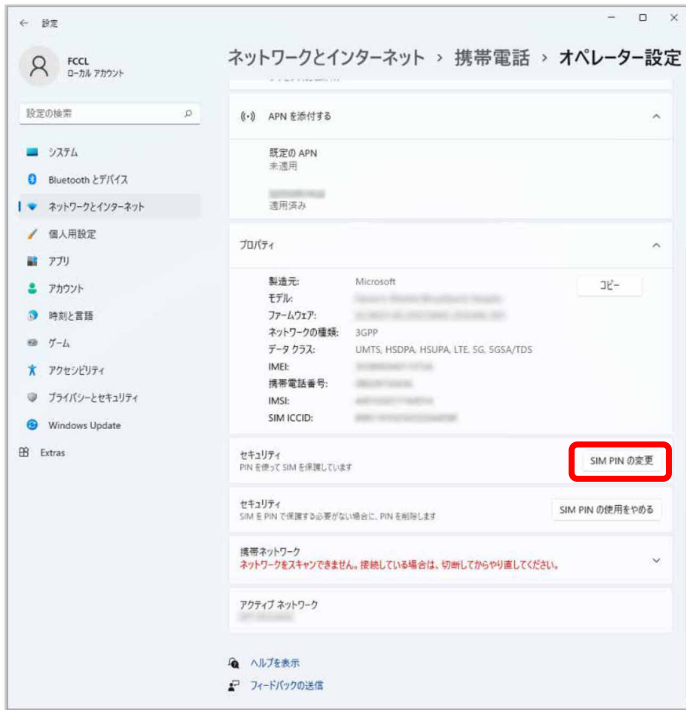 設定
FCCL
ローカル アカウント
設定の検索
システム
Bluetooth とデバイス
ネットワークとインターネット
個人用設定
アプリ
アカウント
時刻と言語
ゲーム
アクセシビリティ
プライバシーとセキュリティ
Windows Update
Extras
ネットワークとインターネット › 携帯電話 › オペレーター設定
APN を添付する
既定の APN
未適用
適用済み
プロパティ
製造元: Microsoft
コピー
モデル:
ファームウェア:
ネットワークの種類: 3GPP
データ クラス: UMTS, HSDPA, HSUPA, LTE, 5G, 5GSA/TDS
IMEI:
携帯電話番号:
IMSI:
SIM ICCID:
セキュリティ
PIN を使って SIM を保護しています
SIM PIN の変更
セキュリティ
SIM を PIN で保護する必要がない場合に、PIN を削除します
SIM PIN の使用をやめる
携帯ネットワーク
ネットワークをスキャンできません。接続している場合は、切断してからやり直してください。
アクティブ ネットワーク
ヘルプを表示
フィードバックの送信